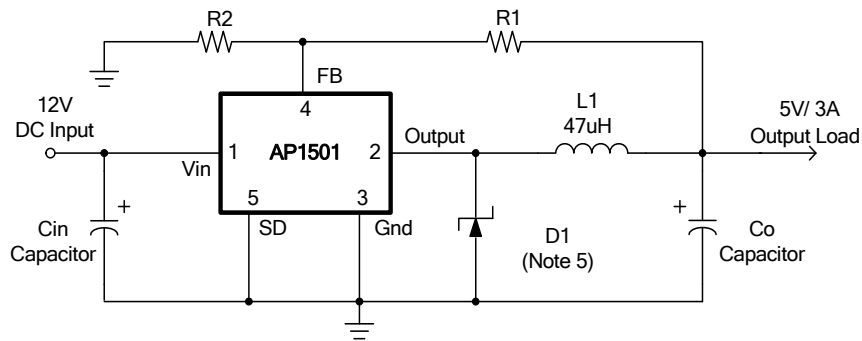 R2
R1
FB
4
12V
DC Input
Vin
1
AP1501
2
Output
L1
47uH
5V/ 3A
Output Load
5
SD
3
Gnd
+
Cin
Capacitor
D1
(Note 5)
+
Co
Capacitor